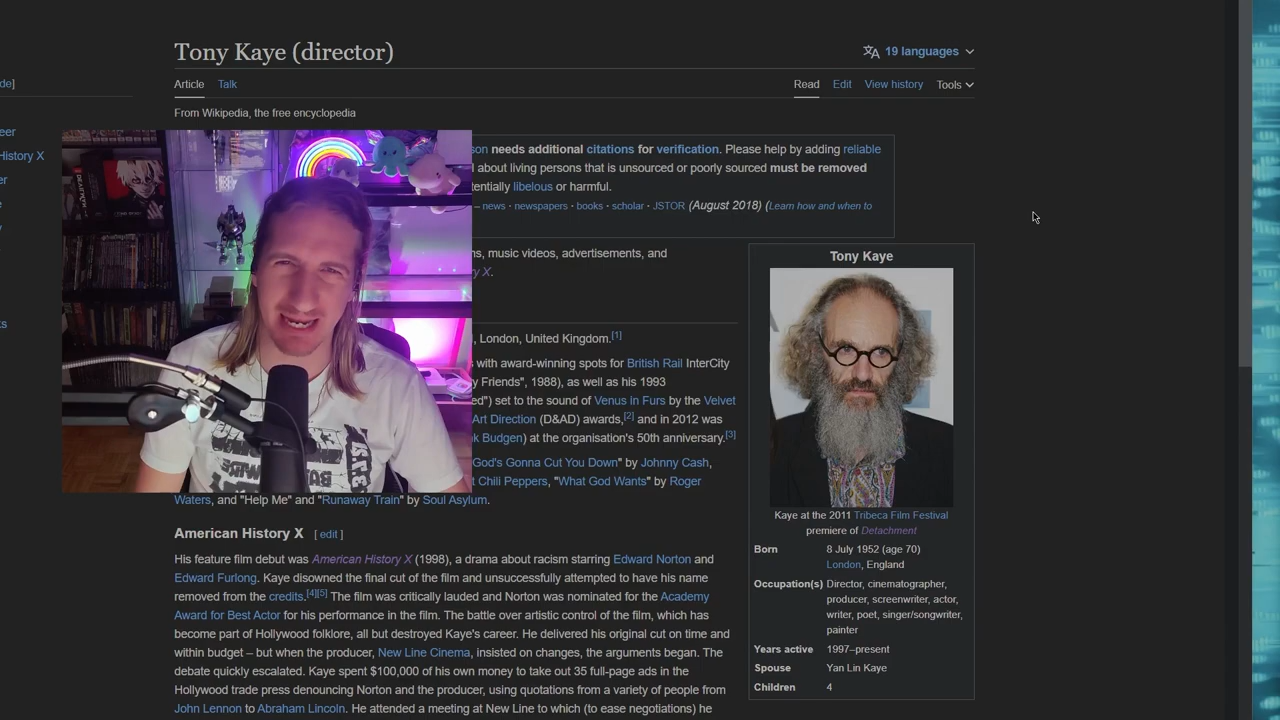 Tony Kaye (director)
19 languages
de]
Article Talk
Read Edit View history Tools
From Wikipedia, the free encyclopedia
eer
son needs additional citations for verification. Please help by adding reliable
History X
about living persons that is unsourced or poorly sourced must be removed
er
tentially libelous or harmful.
– news · newspapers · books · scholar · JSTOR (August 2018) (Learn how and when to
ns, music videos, advertisements, and
y X.
ks
, London, United Kingdom.[1]
with award-winning spots for British Rail InterCity
y Friends", 1988), as well as his 1993
ed") set to the sound of Venus in Furs by the Velvet
Art Direction (D&AD) awards,[2] and in 2012 was
k Budgen) at the organisation's 50th anniversary.[3]
God's Gonna Cut You Down" by Johnny Cash,
t Chili Peppers, "What God Wants" by Roger
Waters, and "Help Me" and "Runaway Train" by Soul Asylum.
American History X [ edit ]
His feature film debut was American History X (1998), a drama about racism starring Edward Norton and
Edward Furlong. Kaye disowned the final cut of the film and unsuccessfully attempted to have his name
removed from the credits.[4][5] The film was critically lauded and Norton was nominated for the Academy
Award for Best Actor for his performance in the film. The battle over artistic control of the film, which has
become part of Hollywood folklore, all but destroyed Kaye's career. He delivered his original cut on time and
within budget – but when the producer, New Line Cinema, insisted on changes, the arguments began. The
debate quickly escalated. Kaye spent $100,000 of his own money to take out 35 full-page ads in the
Hollywood trade press denouncing Norton and the producer, using quotations from a variety of people from
John Lennon to Abraham Lincoln. He attended a meeting at New Line to which (to ease negotiations) he
Tony Kaye
Kaye at the 2011 Tribeca Film Festival
premiere of Detachment
Born 8 July 1952 (age 70)
London, England
Occupation(s) Director, cinematographer,
producer, screenwriter, actor,
writer, poet, singer/songwriter,
painter
Years active 1997–present
Spouse Yan Lin Kaye
Children 4